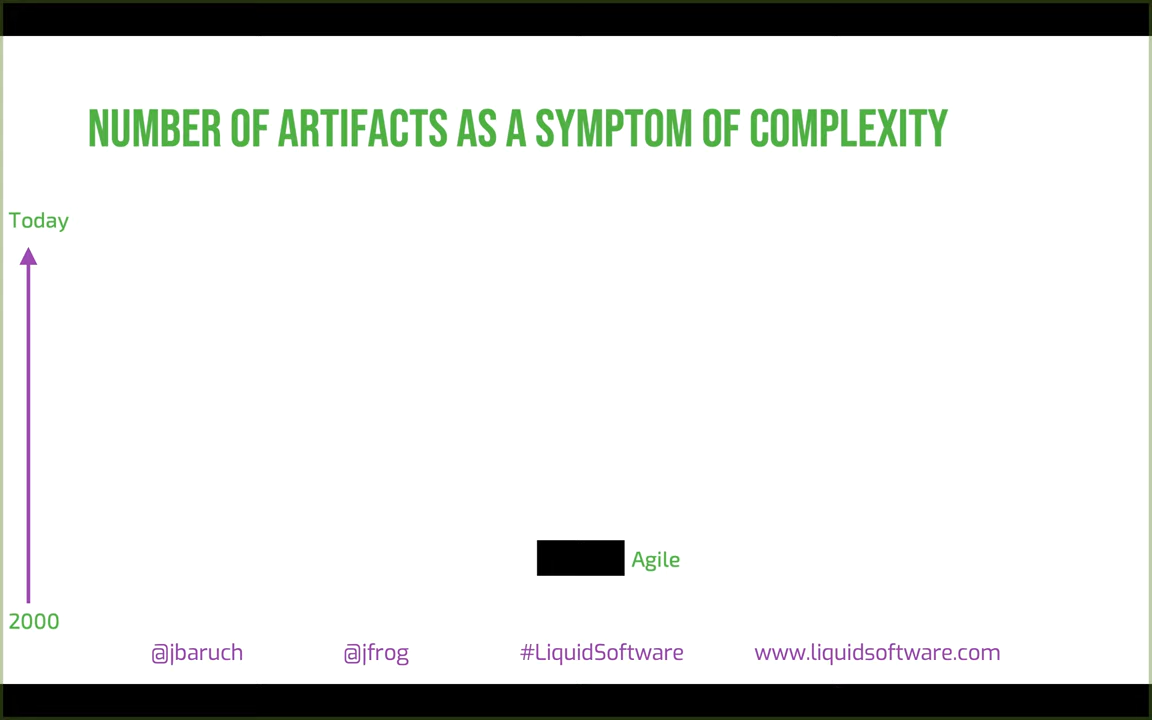 NUMBER OF ARTIFACTS AS A SYMPTOM OF COMPLEXITY
Today
Agile
2000
@jbaruch @jfrog #LiquidSoftware www.liquidsoftware.com